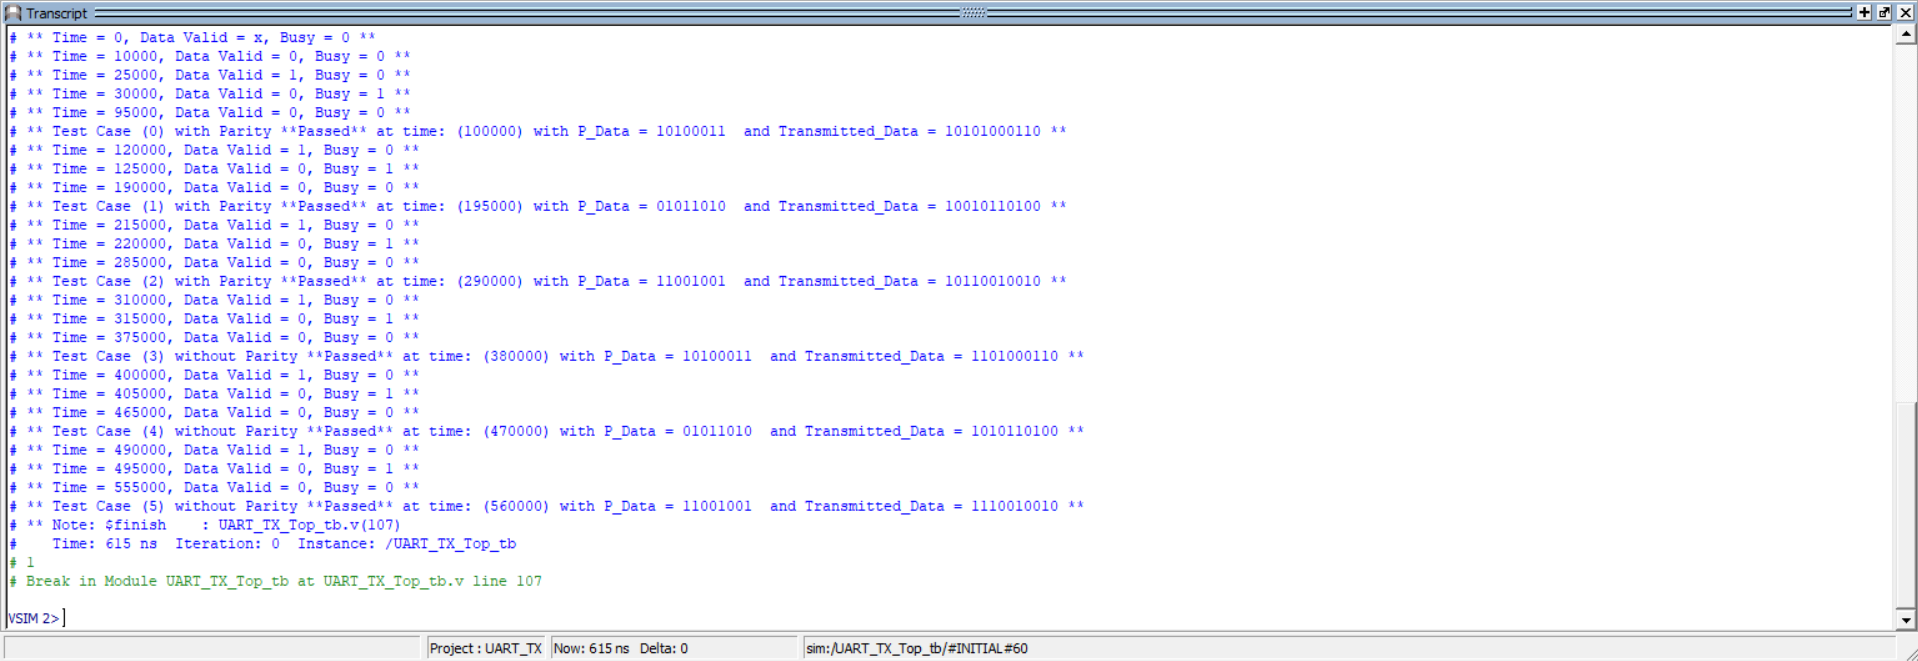 Transcript
# ** Time = 0, Data Valid = x, Busy = 0 **
# ** Time = 10000, Data Valid = 0, Busy = 0 **
# ** Time = 25000, Data Valid = 1, Busy = 0 **
# ** Time = 30000, Data Valid = 0, Busy = 1 **
# ** Time = 95000, Data Valid = 0, Busy = 0 **
# ** Test Case (0) with Parity **Passed** at time: (100000) with P_Data = 10100011  and Transmitted_Data = 10101000110 **
# ** Time = 120000, Data Valid = 1, Busy = 0 **
# ** Time = 125000, Data Valid = 0, Busy = 1 **
# ** Time = 190000, Data Valid = 0, Busy = 0 **
# ** Test Case (1) with Parity **Passed** at time: (195000) with P_Data = 01011010  and Transmitted_Data = 10010110100 **
# ** Time = 215000, Data Valid = 1, Busy = 0 **
# ** Time = 220000, Data Valid = 0, Busy = 1 **
# ** Time = 285000, Data Valid = 0, Busy = 0 **
# ** Test Case (2) with Parity **Passed** at time: (290000) with P_Data = 11001001  and Transmitted_Data = 10110010010 **
# ** Time = 310000, Data Valid = 1, Busy = 0 **
# ** Time = 315000, Data Valid = 0, Busy = 1 **
# ** Time = 375000, Data Valid = 0, Busy = 0 **
# ** Test Case (3) without Parity **Passed** at time: (380000) with P_Data = 10100011  and Transmitted_Data = 1101000110 **
# ** Time = 400000, Data Valid = 1, Busy = 0 **
# ** Time = 405000, Data Valid = 0, Busy = 1 **
# ** Time = 465000, Data Valid = 0, Busy = 0 **
# ** Test Case (4) without Parity **Passed** at time: (470000) with P_Data = 01011010  and Transmitted_Data = 1010110100 **
# ** Time = 490000, Data Valid = 1, Busy = 0 **
# ** Time = 495000, Data Valid = 0, Busy = 1 **
# ** Time = 555000, Data Valid = 0, Busy = 0 **
# ** Test Case (5) without Parity **Passed** at time: (560000) with P_Data = 11001001  and Transmitted_Data = 1110010010 **
# ** Note: $finish    : UART_TX_Top_tb.v(107)
#    Time: 615 ns  Iteration: 0  Instance: /UART_TX_Top_tb
# 1
# Break in Module UART_TX_Top_tb at UART_TX_Top_tb.v line 107
VSIM 2>
Project : UART_TX  Now: 615 ns  Delta: 0  sim:/UART_TX_Top_tb/#INITIAL#60